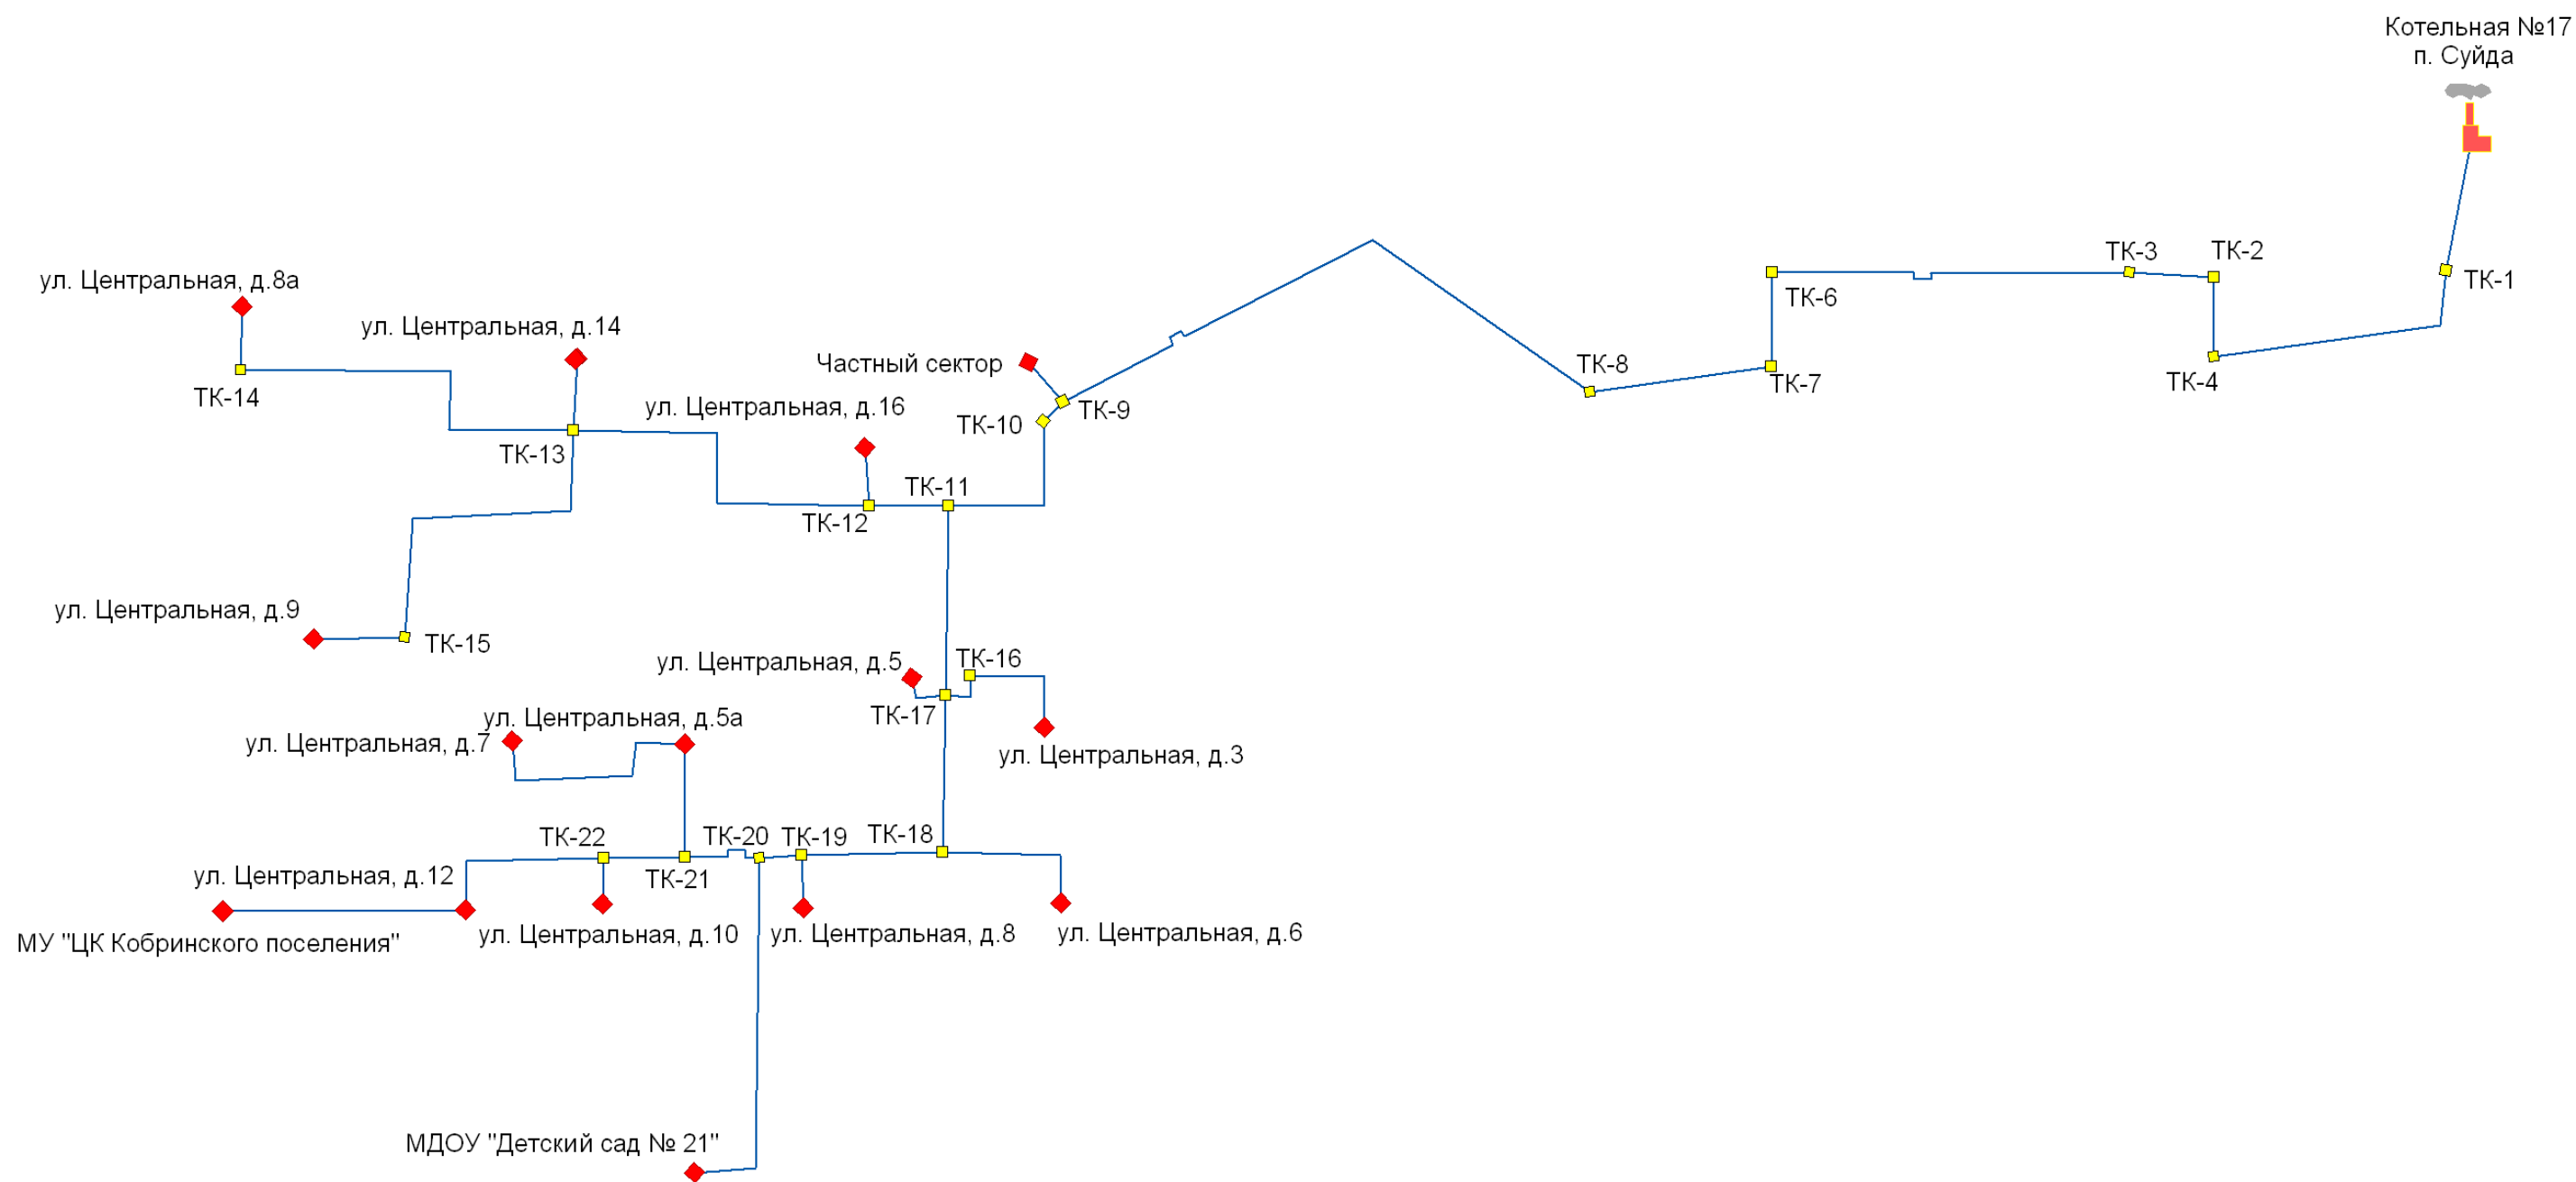 Котельная №17
п. Суйда
ТК-3
ТК-2
ул. Центральная, д.8а
ТК-1
ТК-6
ул. Центральная, д.14
Частный сектор
ТК-8
ТК-7
ТК-4
ТК-14
ул. Центральная, д.16
ТК-9
ТК-10
ТК-13
ТК-11
ТК-12
ул. Центральная, д.9
ТК-15
ул. Центральная, д.5
ТК-16
ТК-17
ул. Центральная, д.5а
ул. Центральная, д.7
ул. Центральная, д.3
ТК-22
ТК-20
ТК-19
ТК-18
ул. Центральная, д.12
ТК-21
МУ "ЦК Кобринского поселения"
ул. Центральная, д.10
ул. Центральная, д.8
ул. Центральная, д.6
МДОУ "Детский сад № 21"